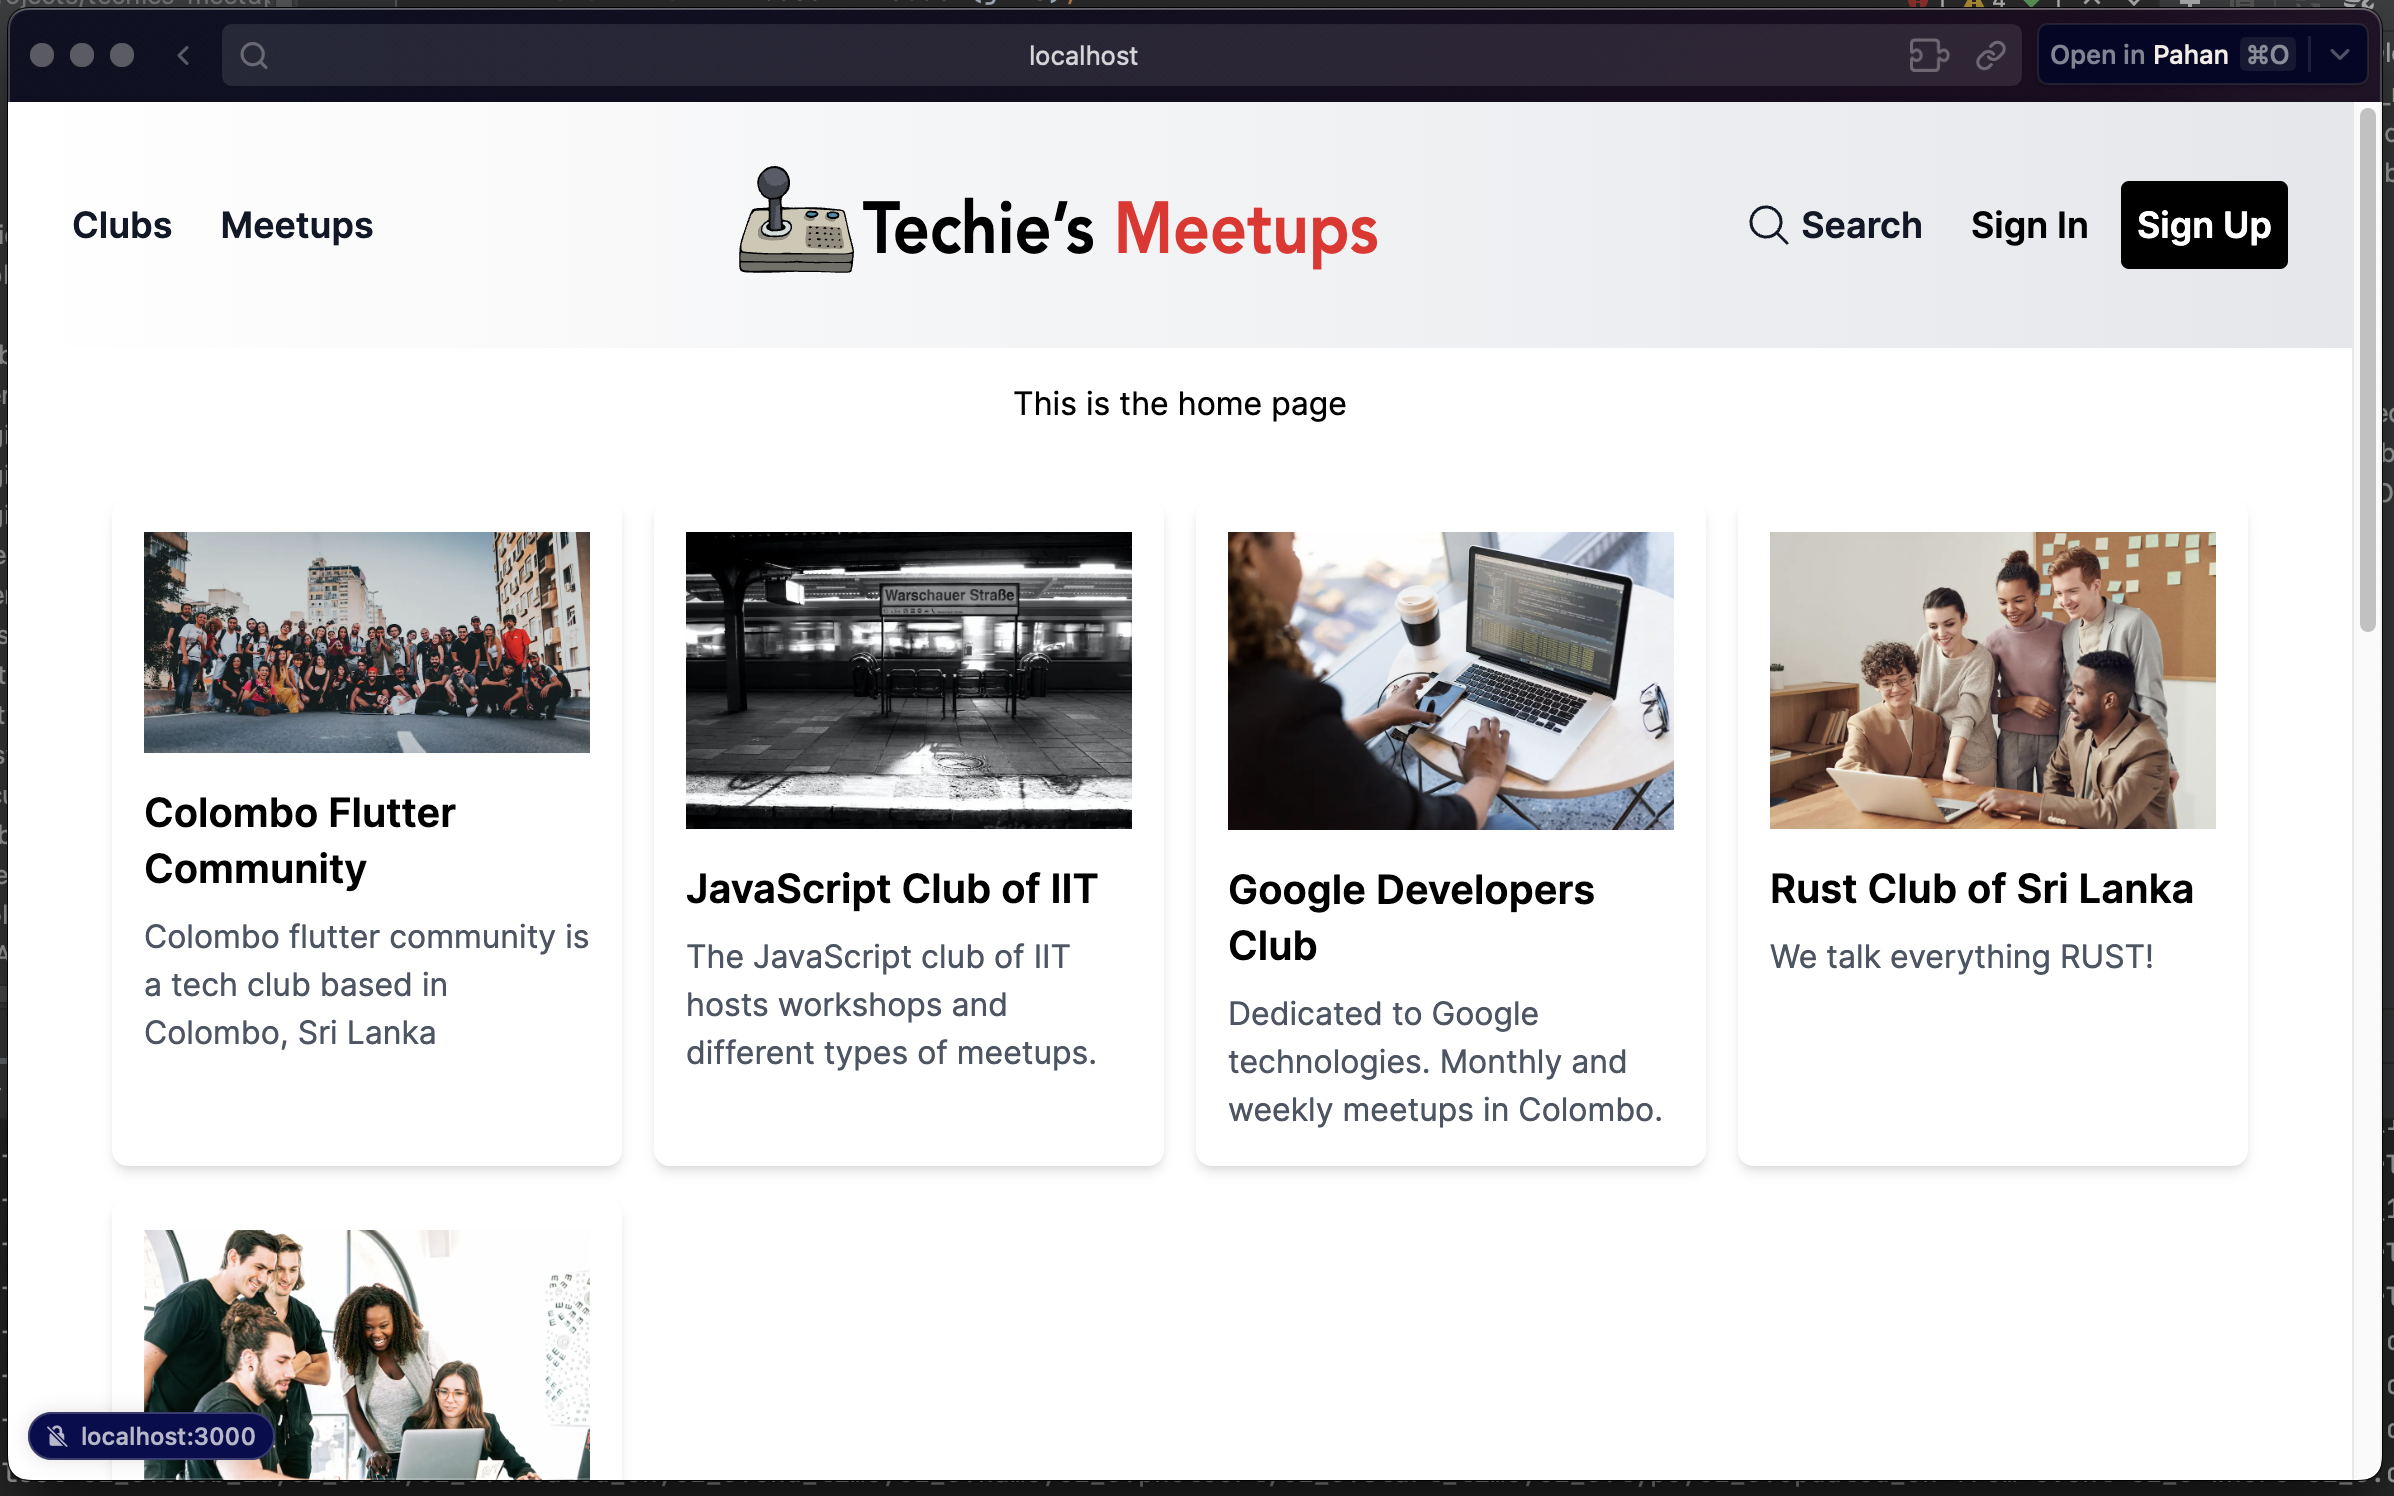 localhost
Open in Pahan ⌘O
Clubs
Meetups
Techie's Meetups
Search
Sign In
Sign Up
This is the home page
Warschauer Straße
Colombo Flutter
Community
Colombo flutter community is
a tech club based in
Colombo, Sri Lanka
JavaScript Club of IIT
The JavaScript club of IIT
hosts workshops and
different types of meetups.
Google Developers
Club
Dedicated to Google
technologies. Monthly and
weekly meetups in Colombo.
Rust Club of Sri Lanka
We talk everything RUST!
localhost:3000